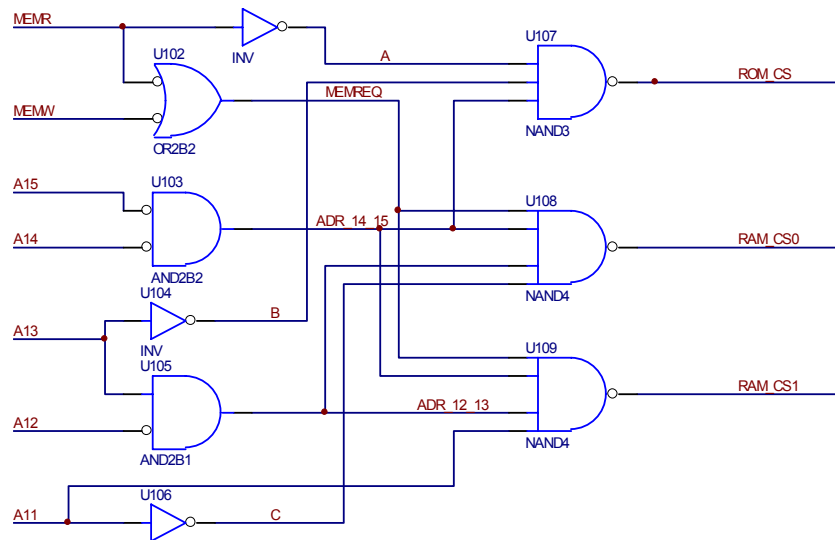 MEMR
U102
INV
A
U107
ROM_CS
MEMREQ
MEMW
OR2B2
NAND3
A15
U103
U108
ADR_14_15
RAM_CS0
A14
AND2B2
U104
NAND4
B
A13
INV
U105
U109
RAM_CS1
ADR_12_13
A12
NAND4
AND2B1
U106
A11
C